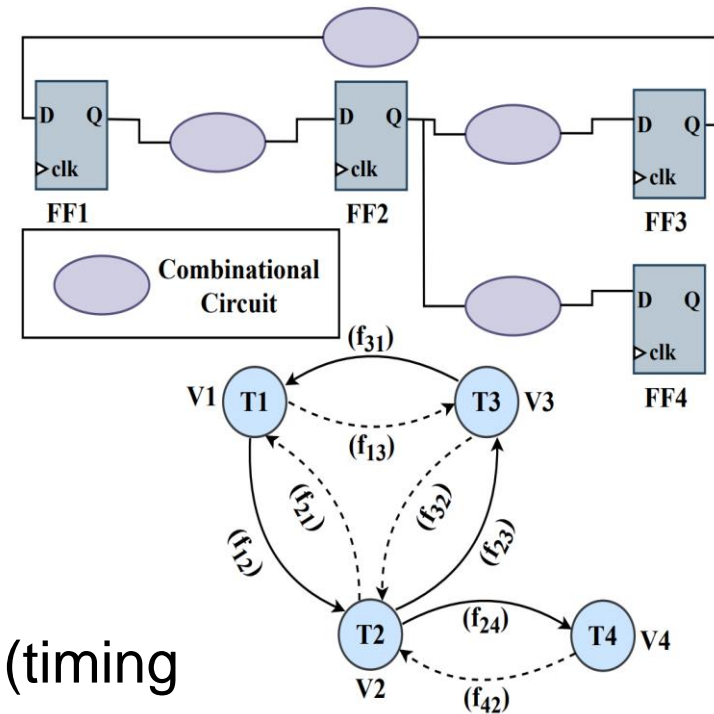 D Q
clk
FF1
D Q
clk
FF2
D Q
clk
FF3
Combinational
Circuit
D Q
clk
FF4
(f31)
V1 T1
T3 V3
(f13)
(f21)
(f32)
(f12)
(f23)
T2
V2
(f24)
T4 V4
(f42)
(timing